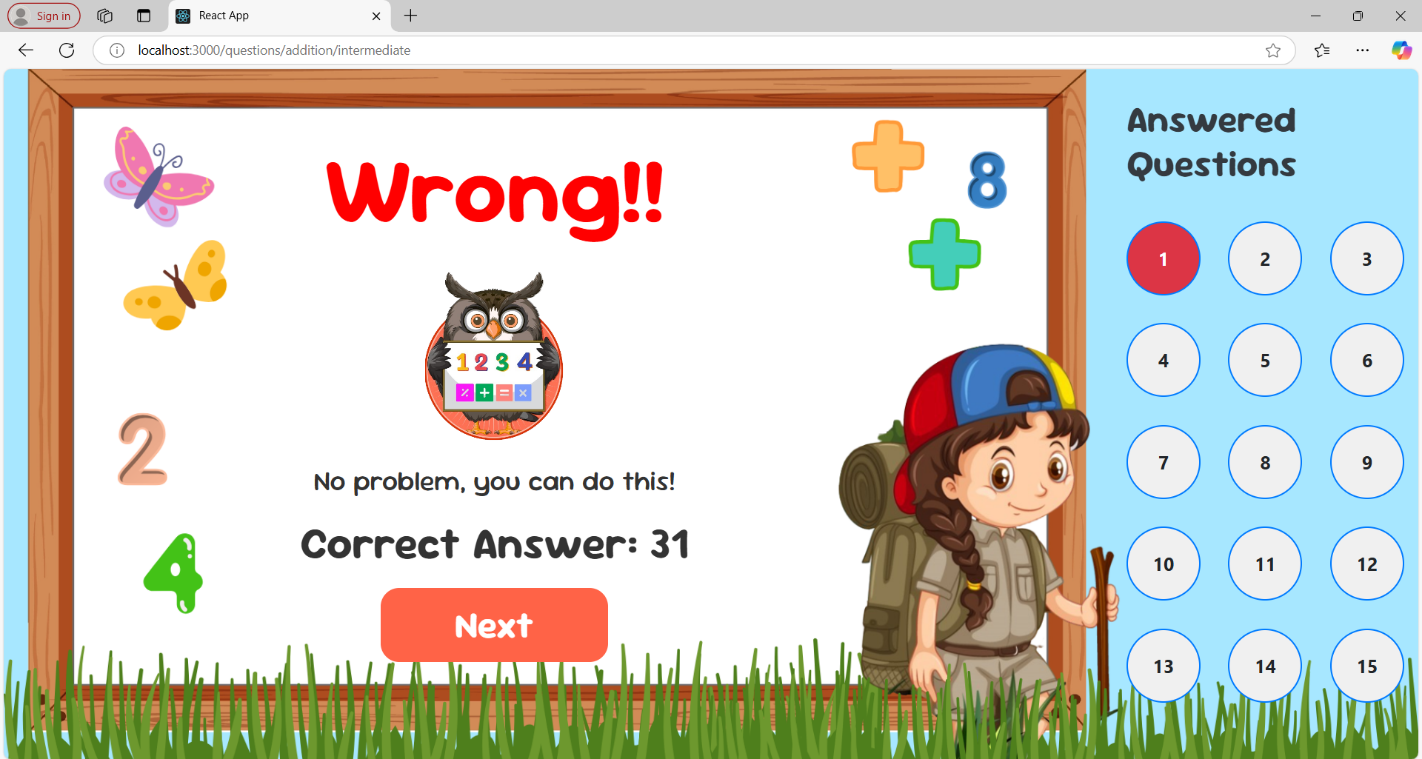 Sign in
React App
localhost:3000/questions/addition/intermediate
Wrong!!
8
1 2 3 4
% + = ×
2
No problem, you can do this!
Correct Answer: 31
4
Next
Answered
Questions
1 2 3
4 5 6
7 8 9
10 11 12
13 14 15